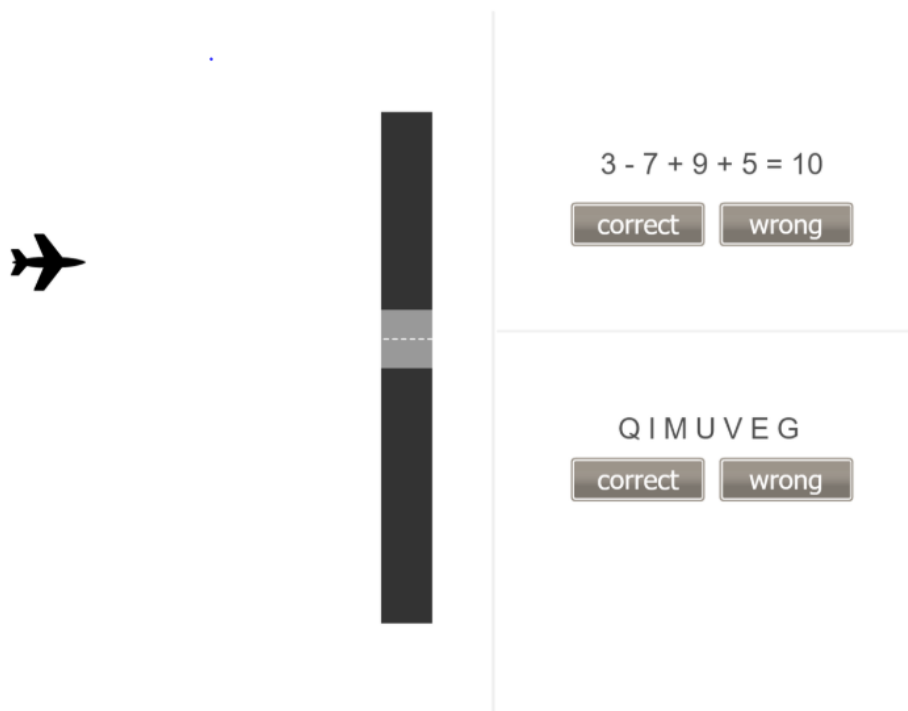 3 - 7 + 9 + 5 = 10
correct wrong
Q I M U V E G
correct wrong